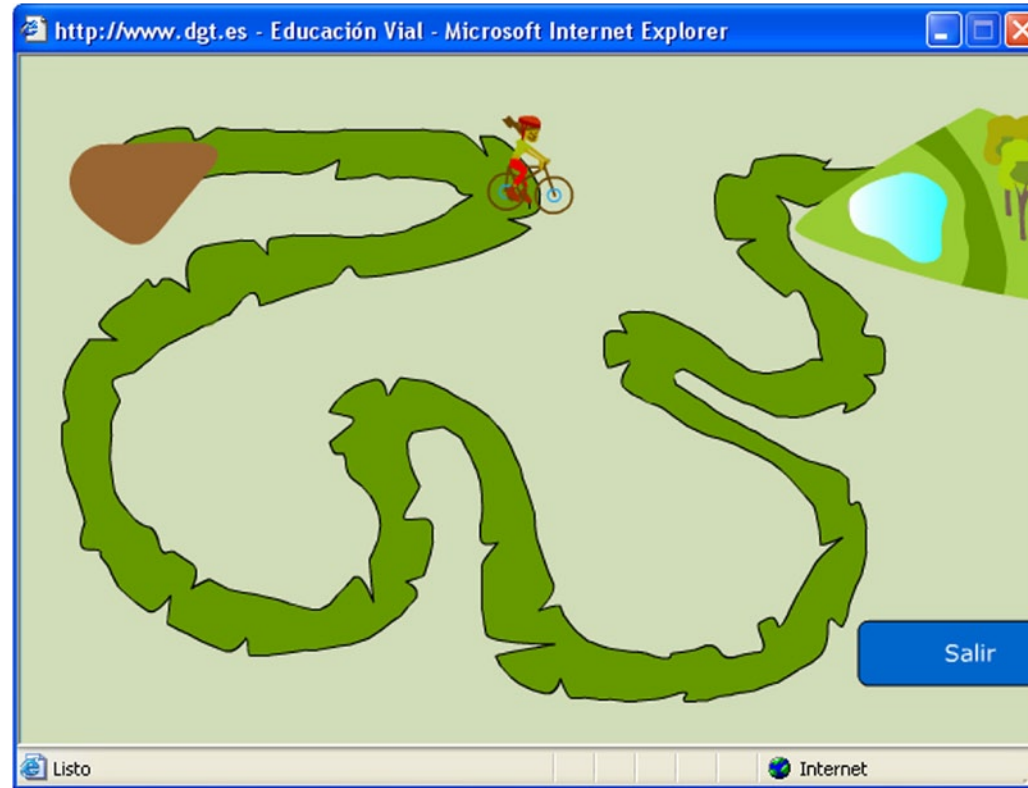 http://www.dgt.es - Educación Vial - Microsoft Internet Explorer
Salir
Listo
Internet